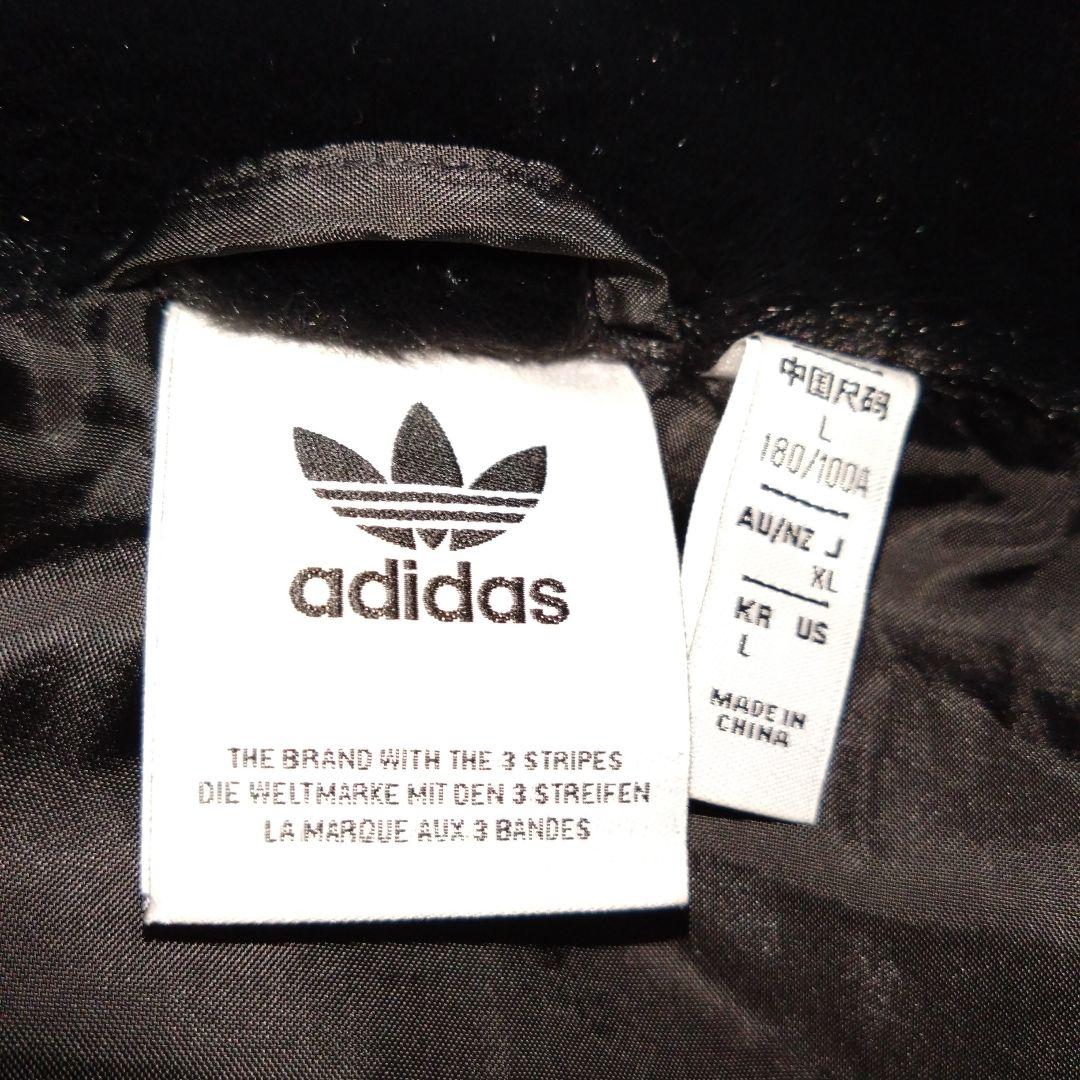 adidas
THE BRAND WITH THE 3 STRIPES
DIE WELTMARKE MIT DEN 3 STREIFEN
LA MARQUE AUX 3 BANDES
中国尺码
L
180/100A
AU/NZ J
XL
KR US
L
MADE IN
CHINA